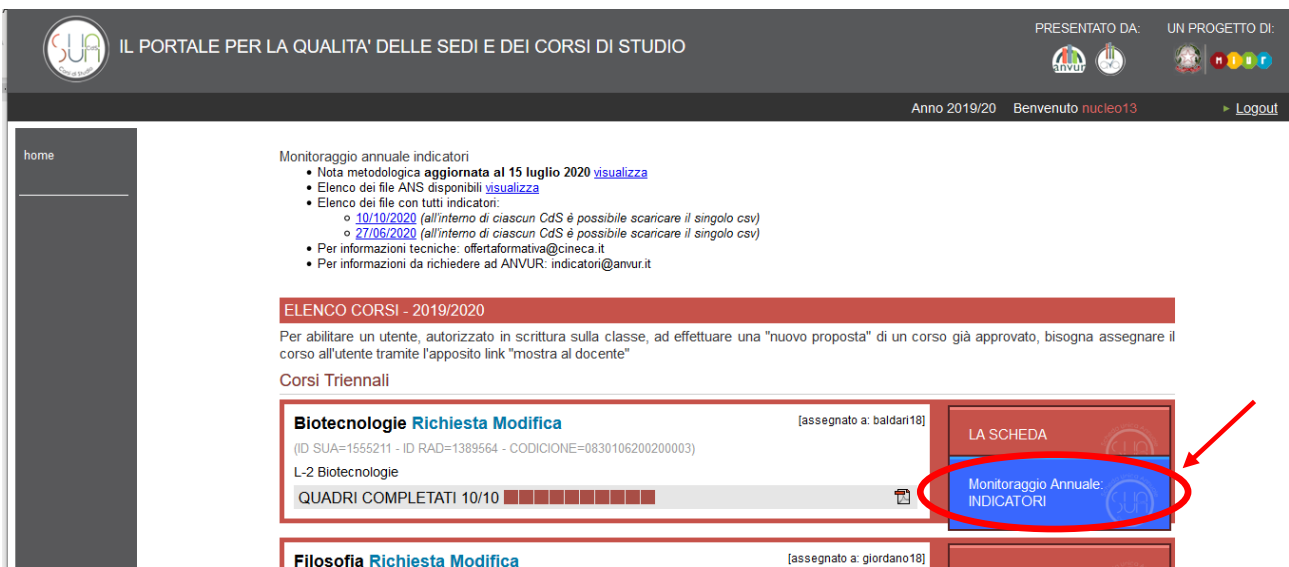 SUA CdS
Corsi di Studio
IL PORTALE PER LA QUALITA' DELLE SEDI E DEI CORSI DI STUDIO
PRESENTATO DA:
UN PROGETTO DI:
anvur
M I U r
Anno 2019/20 Benvenuto nucleo13 ► Logout
home
Monitoraggio annuale indicatori
• Nota metodologica aggiornata al 15 luglio 2020 visualizza
• Elenco dei file ANS disponibili visualizza
• Elenco dei file con tutti indicatori:
○ 10/10/2020 (all'interno di ciascun CdS è possibile scaricare il singolo csv)
○ 27/06/2020 (all'interno di ciascun CdS è possibile scaricare il singolo csv)
• Per informazioni tecniche: offertaformativa@cineca.it
• Per informazioni da richiedere ad ANVUR: indicatori@anvur.it
ELENCO CORSI - 2019/2020
Per abilitare un utente, autorizzato in scrittura sulla classe, ad effettuare una "nuovo proposta" di un corso già approvato, bisogna assegnare il
corso all'utente tramite l'apposito link "mostra al docente"
Corsi Triennali
Biotecnologie Richiesta Modifica
[assegnato a: baldari18]
(ID SUA=1555211 - ID RAD=1389564 - CODICIONE=0830106200200003)
L-2 Biotecnologie
QUADRI COMPLETATI 10/10
LA SCHEDA
SUA
Monitoraggio Annuale:
INDICATORI
SUA
Filosofia Richiesta Modifica
[assegnato a: giordano18]